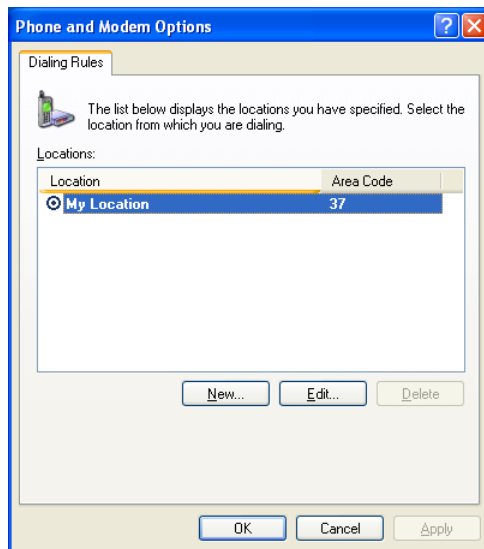 Phone and Modem Options
Dialing Rules
The list below displays the locations you have specified. Select the
location from which you are dialing.
Locations:
Location Area Code
My Location 37
New... Edit... Delete
OK Cancel Apply